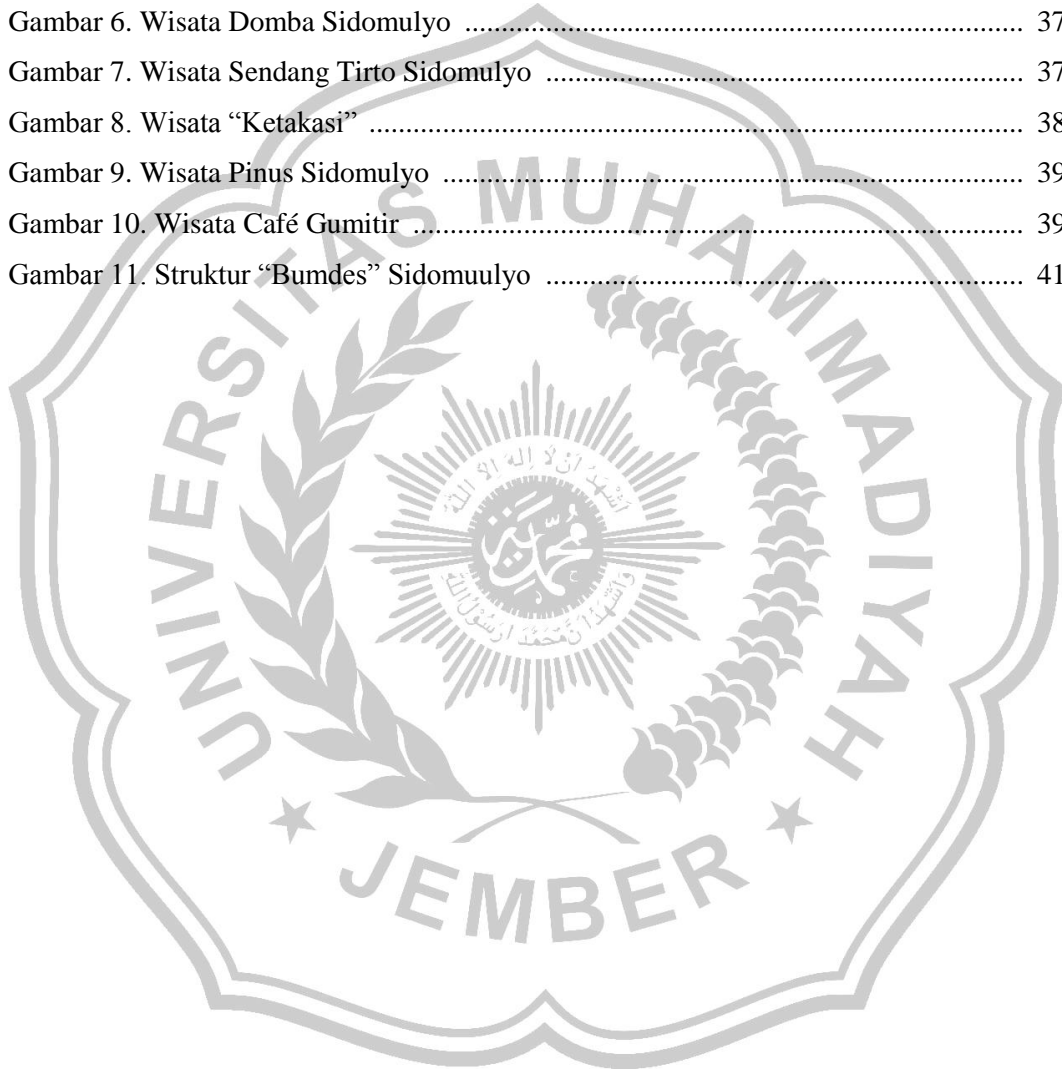 Gambar 6. Wisata Domba Sidomulyo ........................................................................................................ 37
Gambar 7. Wisata Sendang Tirto Sidomulyo ........................................................................................ 37
Gambar 8. Wisata “Ketakasi” ................................................................................................................ 38
Gambar 9. Wisata Pinus Sidomulyo ...................................................................................................... 39
Gambar 10. Wisata Café Gumitir .......................................................................................................... 39
Gambar 11. Struktur “Bumdes” Sidomuulyo ........................................................................................ 41
UNIVERSITAS MUHAMMADIYAH
JEMBER